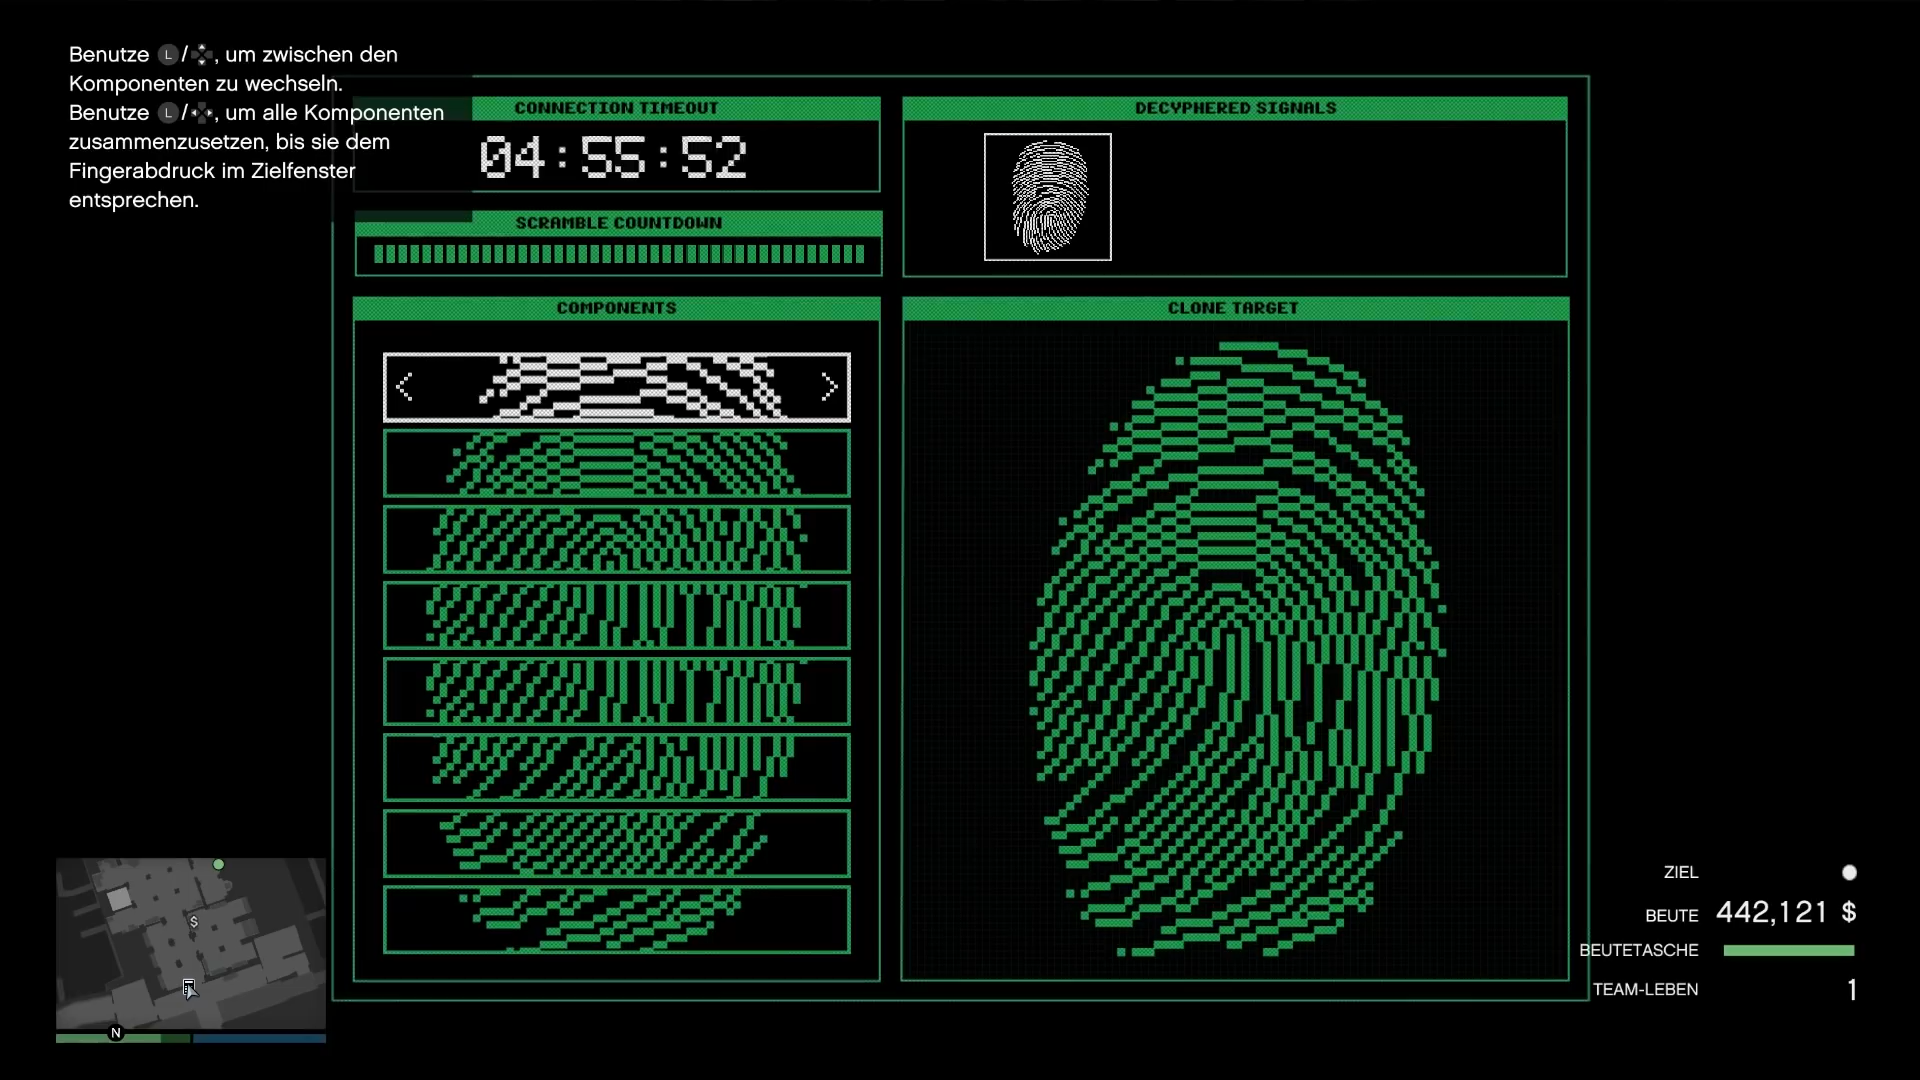 Benutze L/, um zwischen den
Komponenten zu wechseln.
Benutze L/, um alle Komponenten
zusammenzusetzen, bis sie dem
Fingerabdruck im Zielfenster
entsprechen.
CONNECTION TIMEOUT
04:55:52
SCRAMBLE COUNTDOWN
DECYPHERED SIGNALS
COMPONENTS
CLONE TARGET
$
N
ZIEL
BEUTE 442,121 $
BEUTETASCHE
TEAM-LEBEN 1